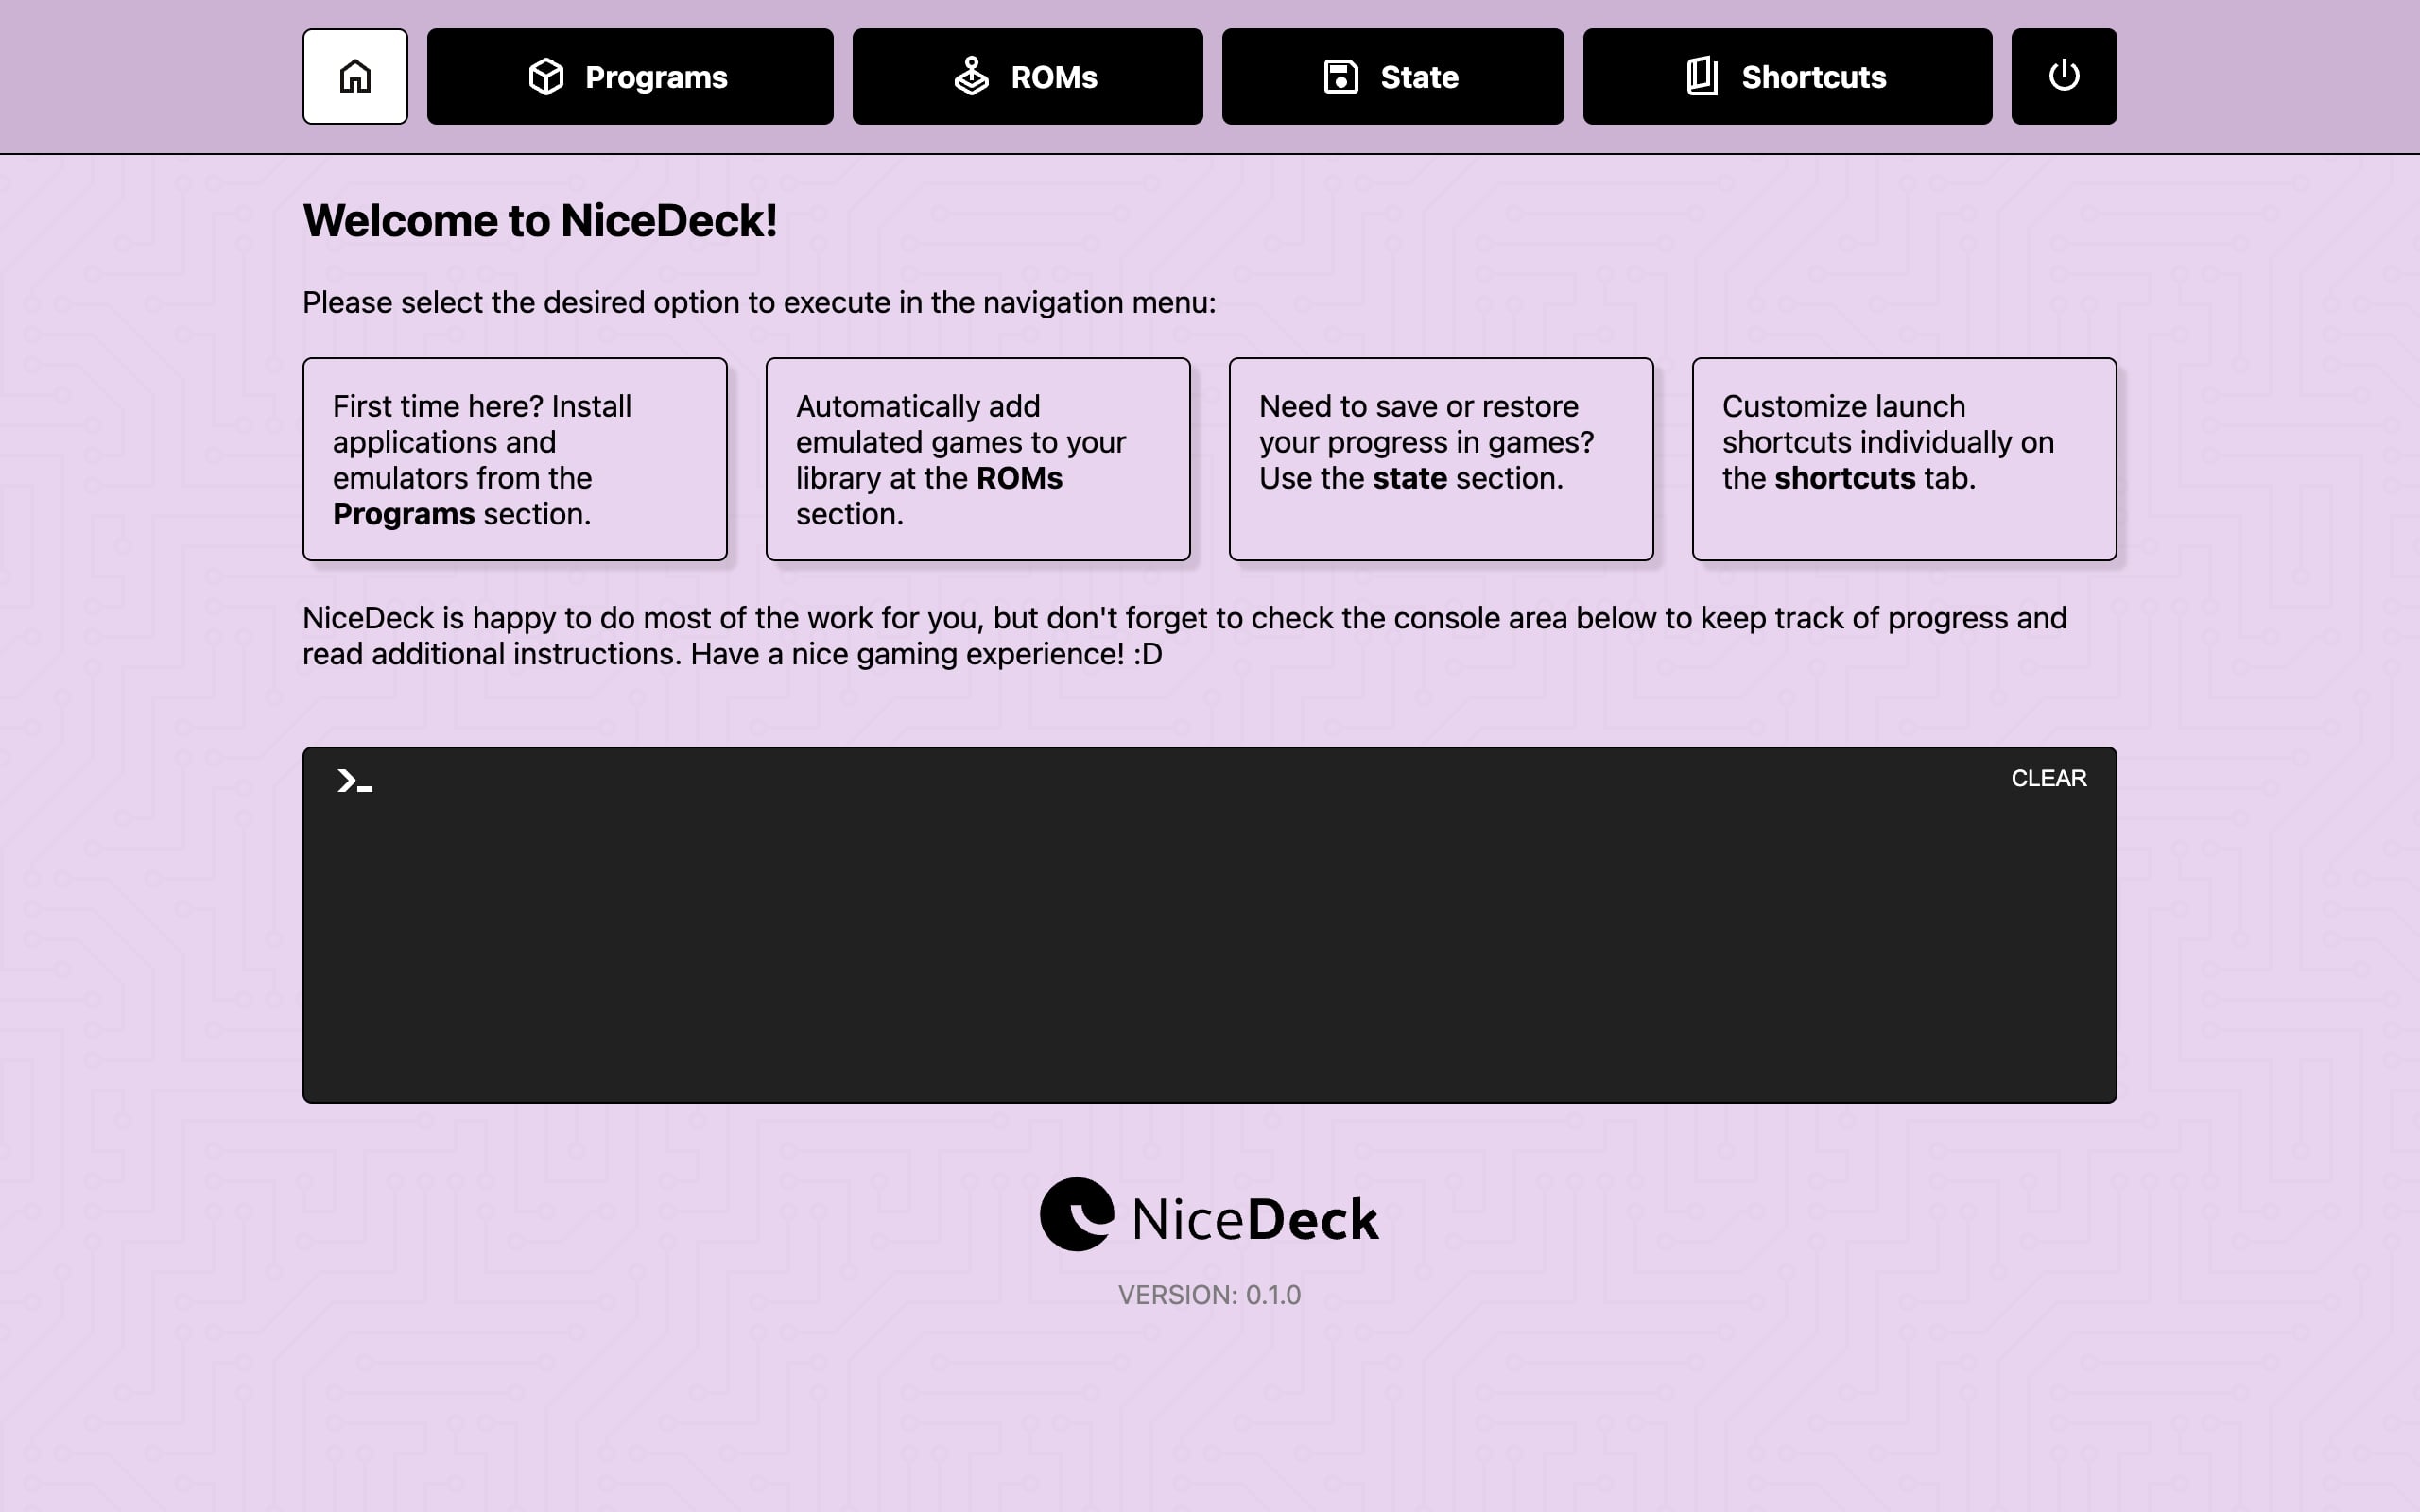 Programs
ROMs
State
Shortcuts
Welcome to NiceDeck!
Please select the desired option to execute in the navigation menu:
First time here? Install
applications and
emulators from the
Programs section.
Automatically add
emulated games to your
library at the ROMs
section.
Need to save or restore
your progress in games?
Use the state section.
Customize launch
shortcuts individually on
the shortcuts tab.
NiceDeck is happy to do most of the work for you, but don't forget to check the console area below to keep track of progress and
read additional instructions. Have a nice gaming experience! :D
CLEAR
NiceDeck
VERSION: 0.1.0